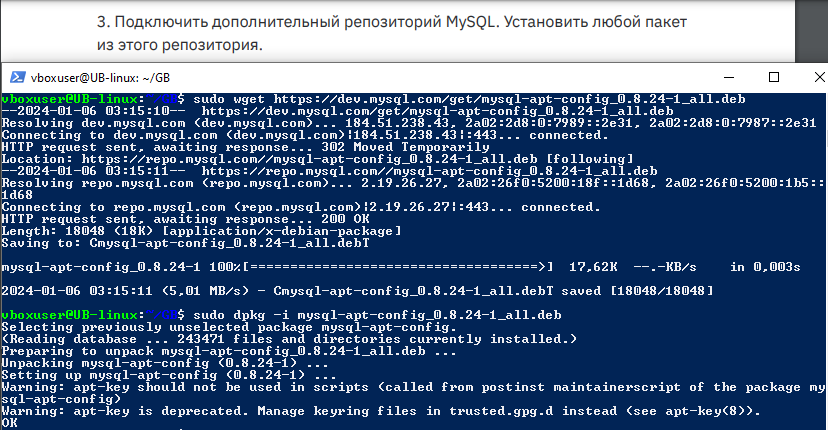 3. Подключить дополнительный репозиторий MySQL. Установить любой пакет
из этого репозитория.
vboxuser@UB-linux: ~/GB
vboxuser@UB-linux:~/GB$ sudo wget https://dev.mysql.com/get/mysql-apt-config_0.8.24-1_all.deb
--2024-01-06 03:15:10-- https://dev.mysql.com/get/mysql-apt-config_0.8.24-1_all.deb
Resolving dev.mysql.com (dev.mysql.com)... 184.51.238.43, 2a02:2d8:0:7989::2e31, 2a02:2d8:0:7987::2e31
Connecting to dev.mysql.com (dev.mysql.com)|184.51.238.43|:443... connected.
HTTP request sent, awaiting response... 302 Moved Temporarily
Location: https://repo.mysql.com//mysql-apt-config_0.8.24-1_all.deb [following]
--2024-01-06 03:15:11-- https://repo.mysql.com//mysql-apt-config_0.8.24-1_all.deb
Resolving repo.mysql.com (repo.mysql.com)... 2.19.26.27, 2a02:26f0:5200:18f::1d68, 2a02:26f0:5200:1b5::
1d68
Connecting to repo.mysql.com (repo.mysql.com)|2.19.26.27|:443... connected.
HTTP request sent, awaiting response... 200 OK
Length: 18048 (18K) [application/x-debian-package]
Saving to: Сmysql-apt-config_0.8.24-1_all.debТ
mysql-apt-config_0.8.24-1 100%[===================================>] 17,62K --.-KB/s in 0,003s
2024-01-06 03:15:11 (5,01 MB/s) - Сmysql-apt-config_0.8.24-1_all.debТ saved [18048/18048]
vboxuser@UB-linux:~/GB$ sudo dpkg -i mysql-apt-config_0.8.24-1_all.deb
Selecting previously unselected package mysql-apt-config.
(Reading database ... 243471 files and directories currently installed.)
Preparing to unpack mysql-apt-config_0.8.24-1_all.deb ...
Unpacking mysql-apt-config (0.8.24-1) ...
Setting up mysql-apt-config (0.8.24-1) ...
Warning: apt-key should not be used in scripts (called from postinst maintainerscript of the package my
sql-apt-config)
Warning: apt-key is deprecated. Manage keyring files in trusted.gpg.d instead (see apt-key(8)).
OK